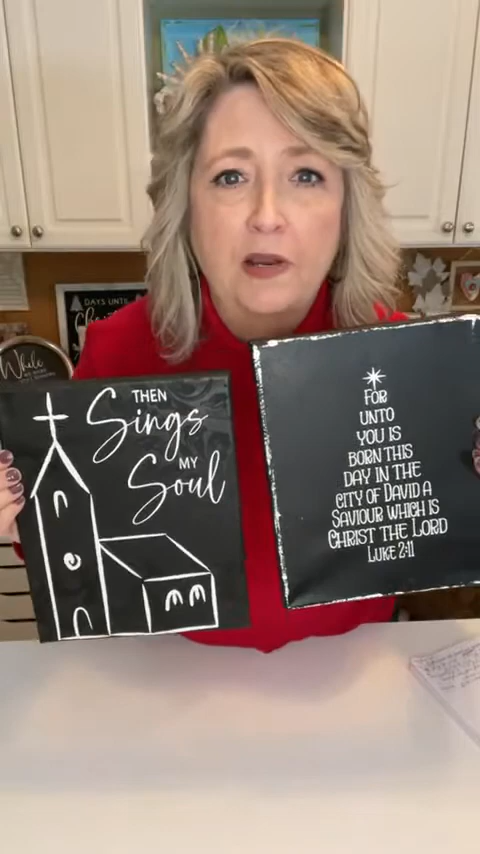 DAYS UNTIL
While
THEN
Sings
MY
Soul
FOR
UNTO
YOU IS
BORN THIS
DAY IN THE
CITY OF DAVID A
SAVIOUR WHICH IS
CHRIST THE LORD
LUKE 2:11